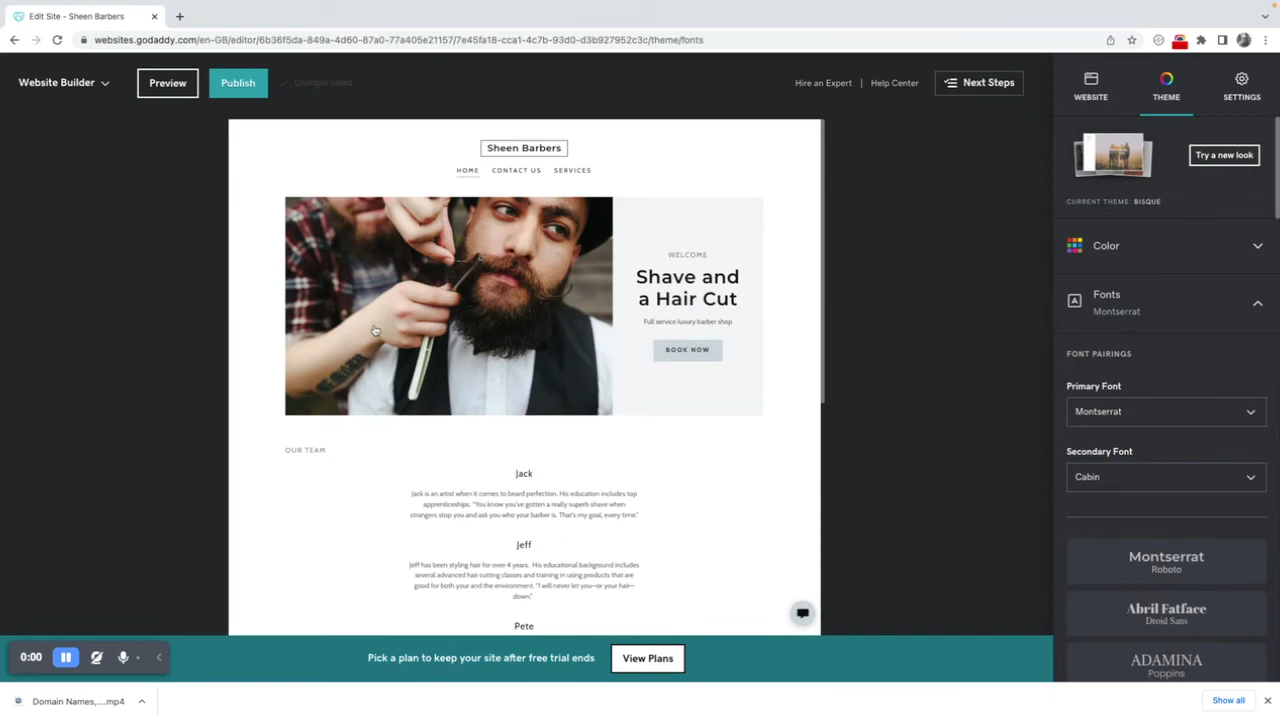 Edit Site - Sheen Barbers
websites.godaddy.com/en-GB/editor/6b36f5da-849a-4d60-87a0-77a405e21157/7e45fa18-cca1-4c7b-93d0-d3b927952c3c/theme/fonts
Website Builder
Preview
Publish
Changes saved
Hire an Expert | Help Center
Next Steps
WEBSITE
THEME
SETTINGS
Try a new look
CURRENT THEME: BISQUE
Color
Fonts
Montserrat
FONT PAIRINGS
Primary Font
Montserrat
Secondary Font
Cabin
Montserrat
Roboto
Abril Fatface
Droid Sans
ADAMINA
Poppins
Sheen Barbers
HOME CONTACT US SERVICES
WELCOME
Shave and
a Hair Cut
Full service luxury barber shop
BOOK NOW
OUR TEAM
Jack
Jack is an artist when it comes to beard perfection. His education includes top
apprenticeships. "You know you've gotten a really superb shave when
strangers stop you and ask you who your barber is. That's my goal, every time."
Jeff
Jeff has been styling hair for over 4 years. His educational background includes
several advanced hair cutting classes and training in using products that are
good for both your and the environment. "I will never let you—or your hair—
down."
Pete
Pick a plan to keep your site after free trial ends
View Plans
0:00
Domain Names,....mp4
Show all